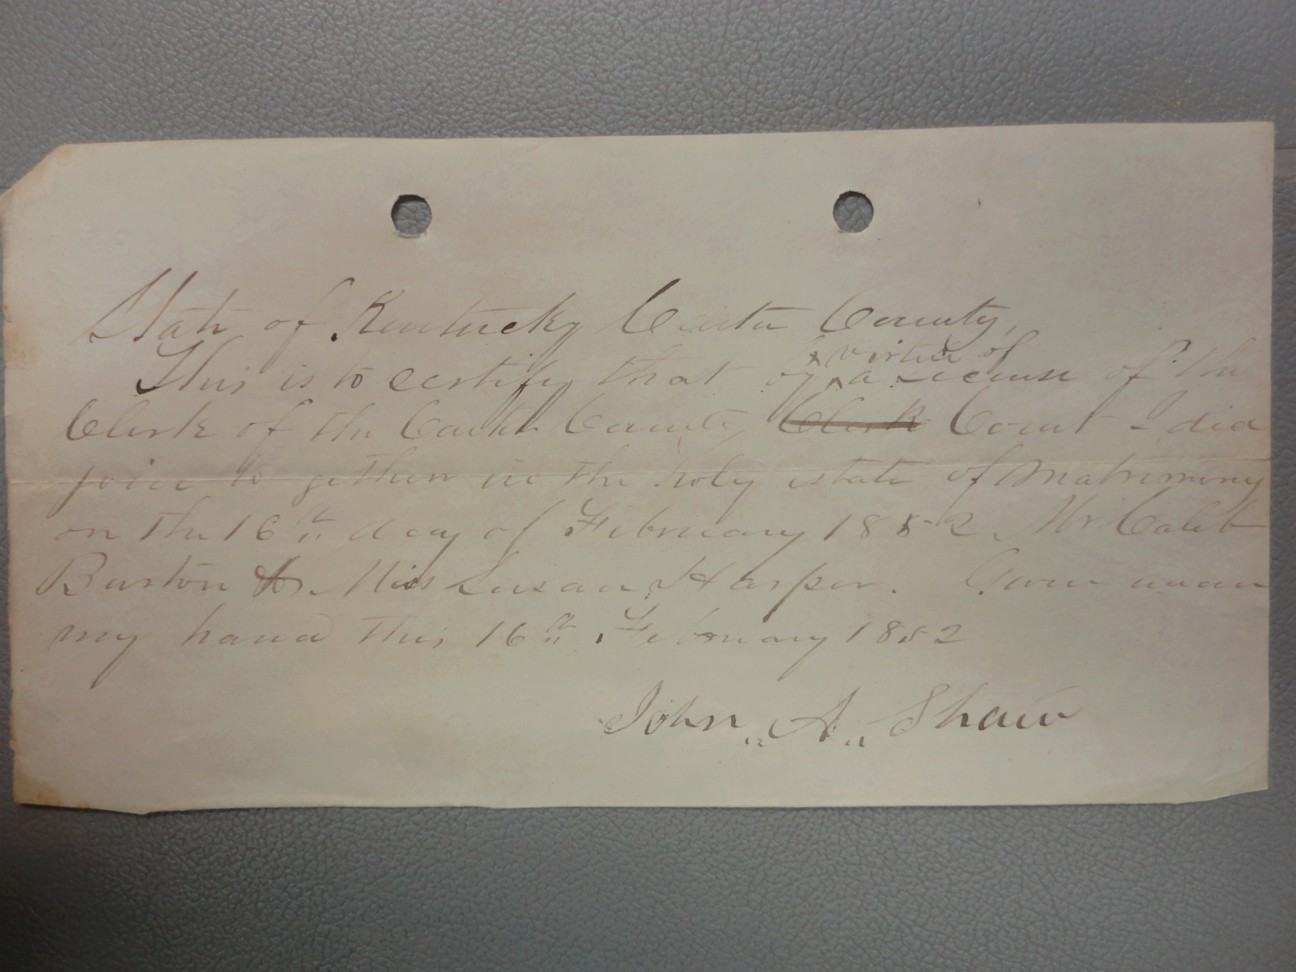 State of Kentucky Carter County,
This is to certify that by virtue of a License of the
Clerk of the Carter County Clerk Court I did
join to gether in the holy state of Matrimony
on the 16th day of February 1852 Mr Caleb
Burton to Miss Susan Harper. Given under
my hand this 16th February 1852
John A Shaw